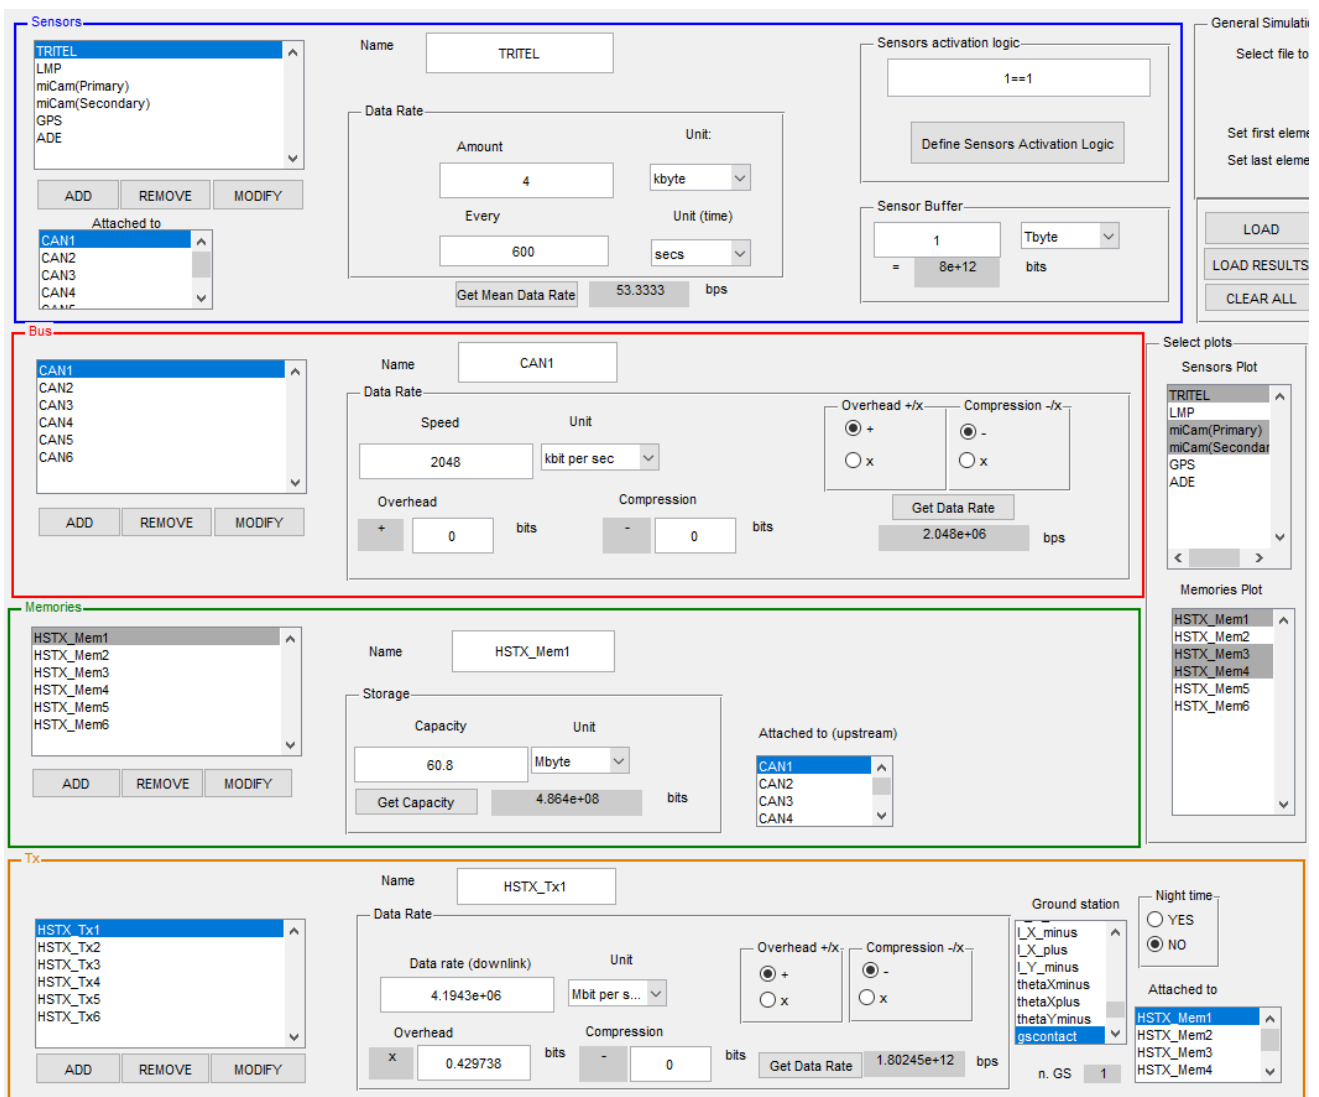 Sensors
TRITEL
LMP
miCam(Primary)
miCam(Secondary)
GPS
ADE
ADD REMOVE MODIFY
Attached to
CAN1
CAN2
CAN3
CAN4
Name TRITEL
Data Rate
Amount Unit:
4 kbyte
Every Unit (time)
600 secs
Get Mean Data Rate 53.3333 bps
Sensors activation logic
1==1
Define Sensors Activation Logic
Sensor Buffer
1 Tbyte
= 8e+12 bits
General Simulati
Select file to
Set first eleme
Set last eleme
LOAD
LOAD RESULTS
CLEAR ALL
Bus
CAN1
CAN2
CAN3
CAN4
CAN5
CAN6
ADD REMOVE MODIFY
Name CAN1
Data Rate
Speed Unit
2048 kbit per sec
Overhead Compression
+ 0 bits - 0 bits
Overhead +/x Compression -/x
+ -
x x
Get Data Rate
2.048e+06 bps
Select plots
Sensors Plot
TRITEL
LMP
miCam(Primary)
miCam(Secondar
GPS
ADE
Memories Plot
HSTX_Mem1
HSTX_Mem2
HSTX_Mem3
HSTX_Mem4
HSTX_Mem5
HSTX_Mem6
Memories
HSTX_Mem1
HSTX_Mem2
HSTX_Mem3
HSTX_Mem4
HSTX_Mem5
HSTX_Mem6
ADD REMOVE MODIFY
Name HSTX_Mem1
Storage
Capacity Unit
60.8 Mbyte
Get Capacity 4.864e+08 bits
Attached to (upstream)
CAN1
CAN2
CAN3
CAN4
Tx
HSTX_Tx1
HSTX_Tx2
HSTX_Tx3
HSTX_Tx4
HSTX_Tx5
HSTX_Tx6
ADD REMOVE MODIFY
Name HSTX_Tx1
Data Rate
Data rate (downlink) Unit
4.1943e+06 Mbit per s...
Overhead Compression
x 0.429738 bits - 0 bits
Overhead +/x Compression -/x
+ -
x x
Get Data Rate 1.80245e+12 bps
Ground station
I_X_minus
I_X_plus
I_Y_minus
thetaXminus
thetaXplus
thetaYminus
gscontact
n. GS 1
Night time
YES
NO
Attached to
HSTX_Mem1
HSTX_Mem2
HSTX_Mem3
HSTX_Mem4